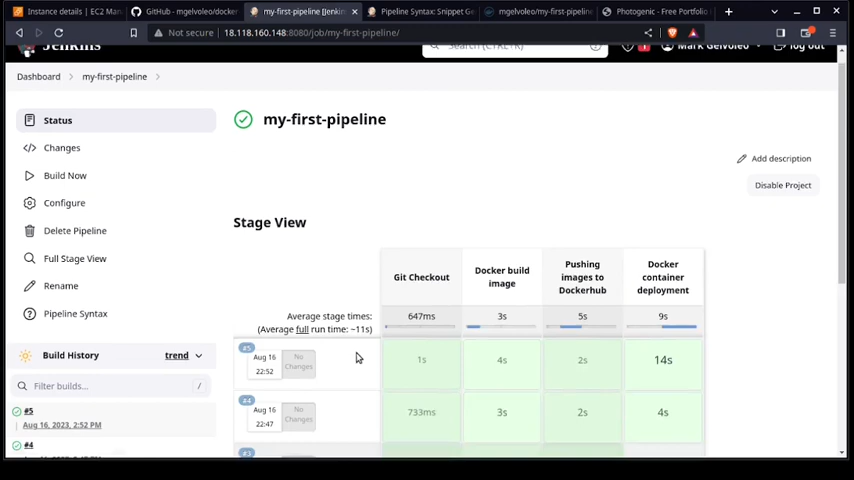 Instance details | EC2 Man
GitHub - mgelvoleo/docker
my-first-pipeline [Jenkins
Pipeline Syntax: Snippet Ge
mgelvoleo/my-first-pipeline
Photogenic - Free Portfolio
Not secure | 18.118.160.148:8080/job/my-first-pipeline/
Jenkins
Search (CTRL+K)
1
Mark Gelvoleo
log out
Dashboard
my-first-pipeline
Status
Changes
Build Now
Configure
Delete Pipeline
Full Stage View
Rename
Pipeline Syntax
Build History
trend
Filter builds...
/
#5
Aug 16, 2023, 2:52 PM
#4
my-first-pipeline
Add description
Disable Project
Stage View
Git Checkout
Docker build
image
Pushing
images to
Dockerhub
Docker
container
deployment
Average stage times:
(Average full run time: ~11s)
647ms
3s
5s
9s
#5
Aug 16
22:52
No
Changes
1s
4s
2s
14s
#4
Aug 16
22:47
No
Changes
733ms
3s
2s
4s
#3